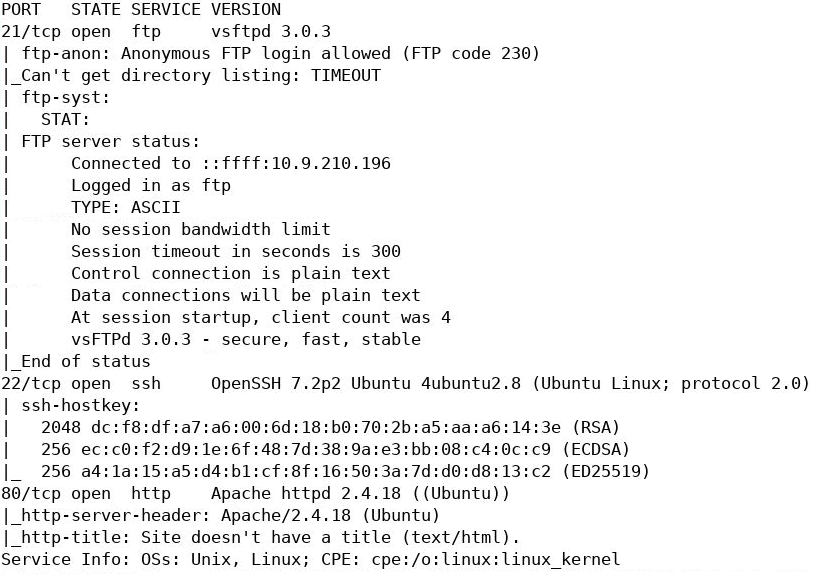 PORT   STATE SERVICE VERSION
21/tcp open  ftp     vsftpd 3.0.3
| ftp-anon: Anonymous FTP login allowed (FTP code 230)
|_Can't get directory listing: TIMEOUT
| ftp-syst:
|   STAT:
| FTP server status:
|      Connected to ::ffff:10.9.210.196
|      Logged in as ftp
|      TYPE: ASCII
|      No session bandwidth limit
|      Session timeout in seconds is 300
|      Control connection is plain text
|      Data connections will be plain text
|      At session startup, client count was 4
|      vsFTPd 3.0.3 - secure, fast, stable
|_End of status
22/tcp open  ssh     OpenSSH 7.2p2 Ubuntu 4ubuntu2.8 (Ubuntu Linux; protocol 2.0)
| ssh-hostkey:
|   2048 dc:f8:df:a7:a6:00:6d:18:b0:70:2b:a5:aa:a6:14:3e (RSA)
|   256 ec:c0:f2:d9:1e:6f:48:7d:38:9a:e3:bb:08:c4:0c:c9 (ECDSA)
|_  256 a4:1a:15:a5:d4:b1:cf:8f:16:50:3a:7d:d0:d8:13:c2 (ED25519)
80/tcp open  http    Apache httpd 2.4.18 ((Ubuntu))
|_http-server-header: Apache/2.4.18 (Ubuntu)
|_http-title: Site doesn't have a title (text/html).
Service Info: OSs: Unix, Linux; CPE: cpe:/o:linux:linux_kernel